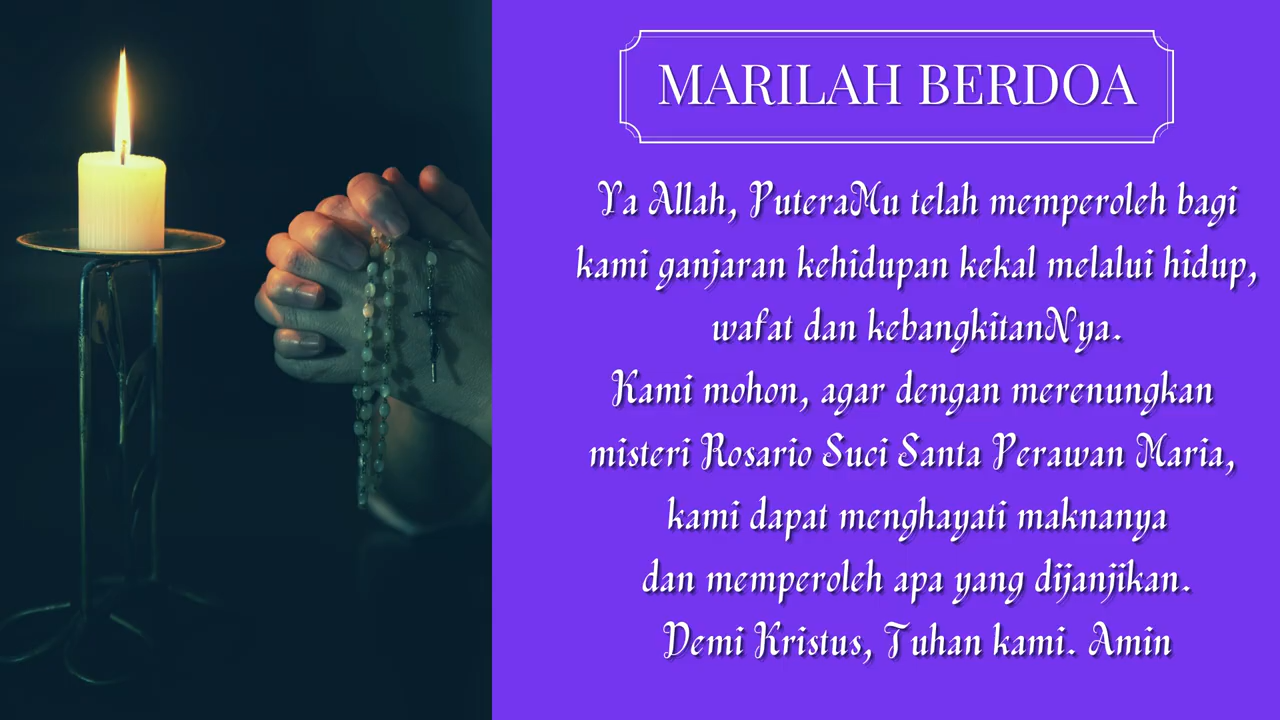 MARILAH BERDOA
Ya Allah, PuteraMu telah memperoleh bagi
kami ganjaran kehidupan kekal melalui hidup,
wafat dan kebangkitanNya.
Kami mohon, agar dengan merenungkan
misteri Rosario Suci Santa Perawan Maria,
kami dapat menghayati maknanya
dan memperoleh apa yang dijanjikan.
Demi Kristus, Tuhan kami. Amin